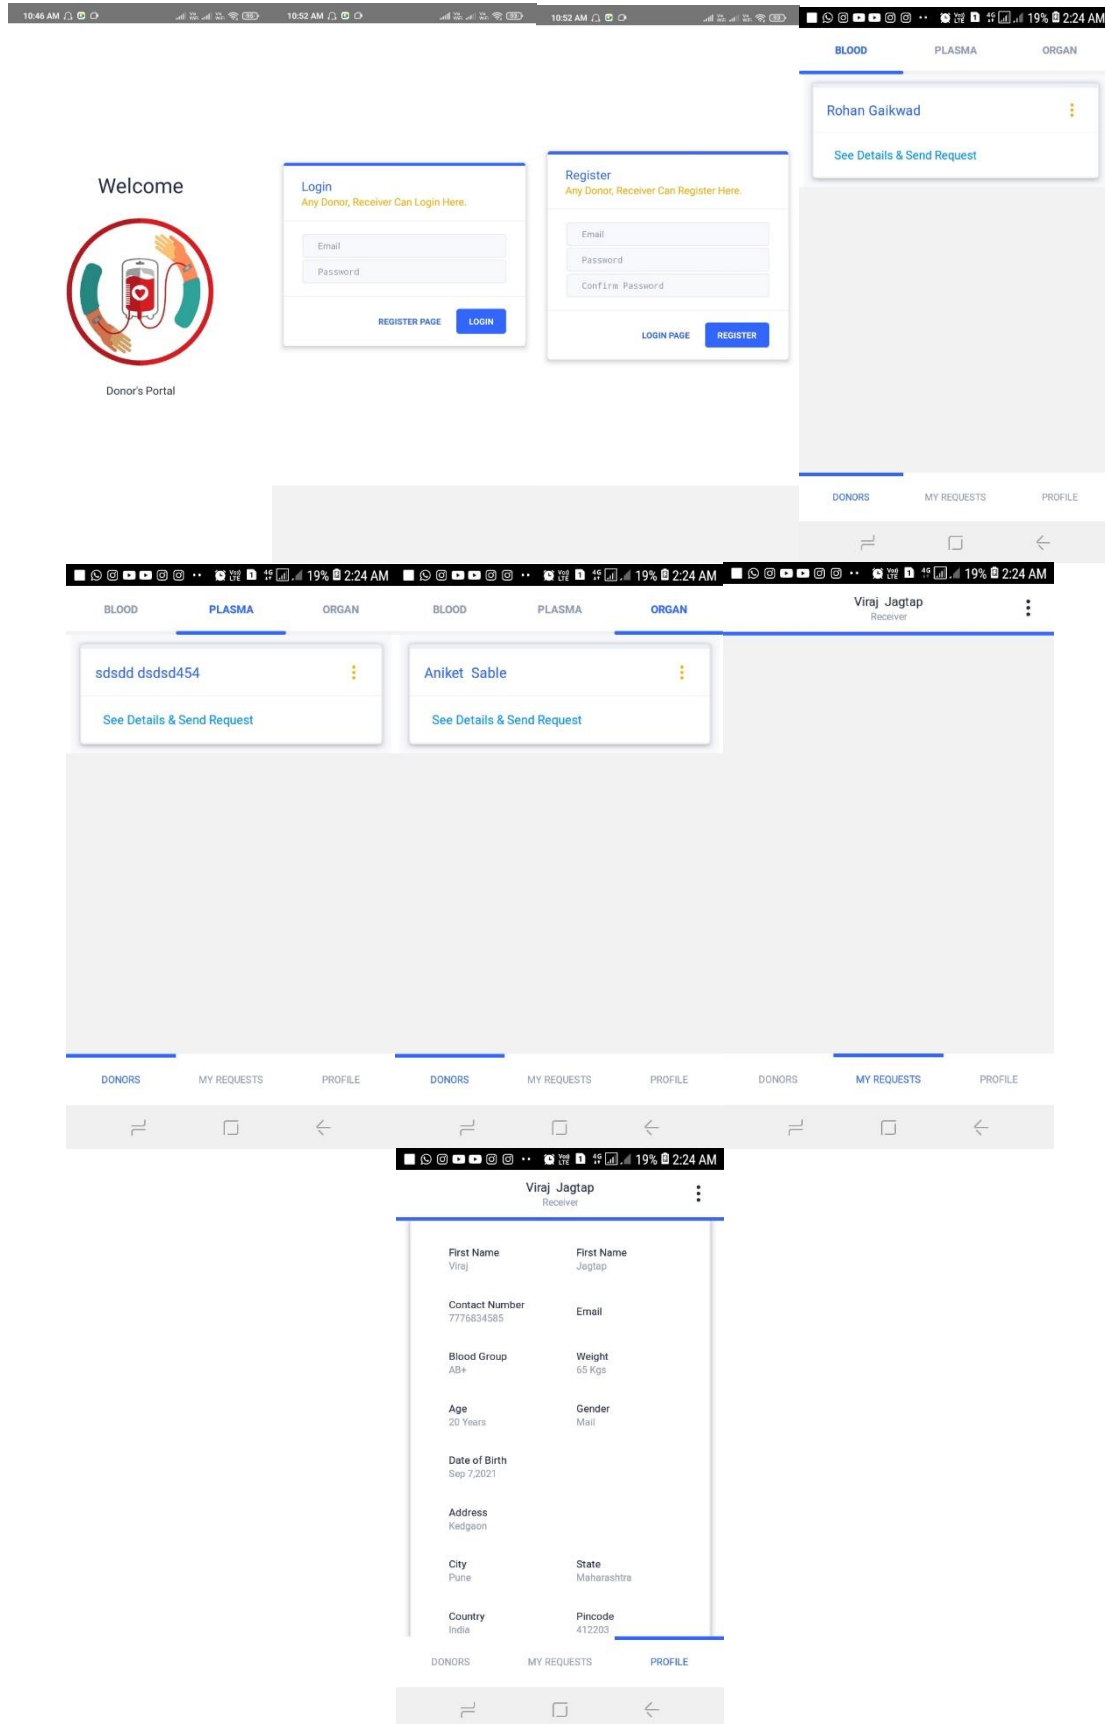 10:46 AM
Welcome
Donor's Portal
10:52 AM
Login
Any Donor, Receiver Can Login Here.
Email
Password
REGISTER PAGE LOGIN
10:52 AM
Register
Any Donor, Receiver Can Register Here.
Email
Password
Confirm Password
LOGIN PAGE REGISTER
4G 19% 2:24 AM
BLOOD PLASMA ORGAN
Rohan Gaikwad
See Details & Send Request
DONORS MY REQUESTS PROFILE
4G 19% 2:24 AM
BLOOD PLASMA ORGAN
sdsdd dsdsd454
See Details & Send Request
DONORS MY REQUESTS PROFILE
4G 19% 2:24 AM
BLOOD PLASMA ORGAN
Aniket Sable
See Details & Send Request
DONORS MY REQUESTS PROFILE
4G 19% 2:24 AM
Viraj Jagtap
Receiver
DONORS MY REQUESTS PROFILE
4G 19% 2:24 AM
Viraj Jagtap
Receiver
First Name First Name
Viraj Jagtap
Contact Number Email
7776834585
Blood Group Weight
AB+ 65 Kgs
Age Gender
20 Years Mail
Date of Birth
Sep 7,2021
Address
Kedgaon
City State
Pune Maharashtra
Country Pincode
India 412203
DONORS MY REQUESTS PROFILE